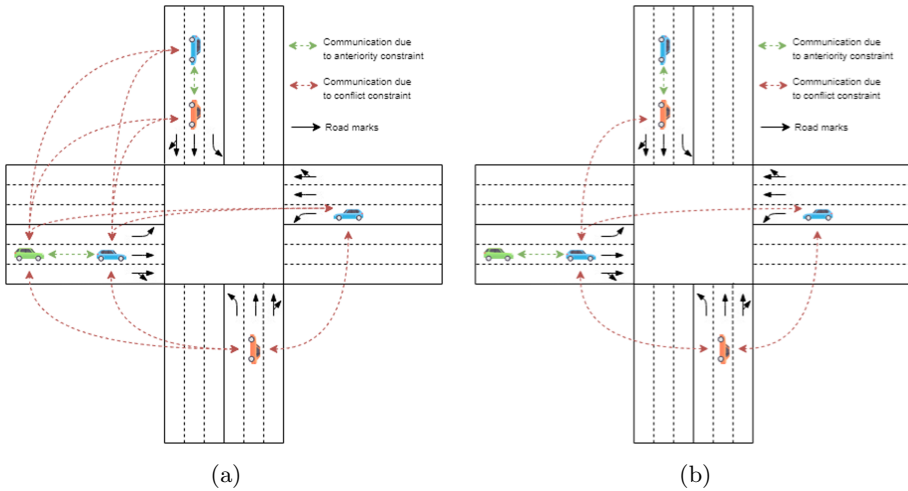 Communication due
to anteriority constraint
Communication due
to conflict constraint
Road marks
Communication due
to anteriority constraint
Communication due
to conflict constraint
Road marks
(a)
(b)